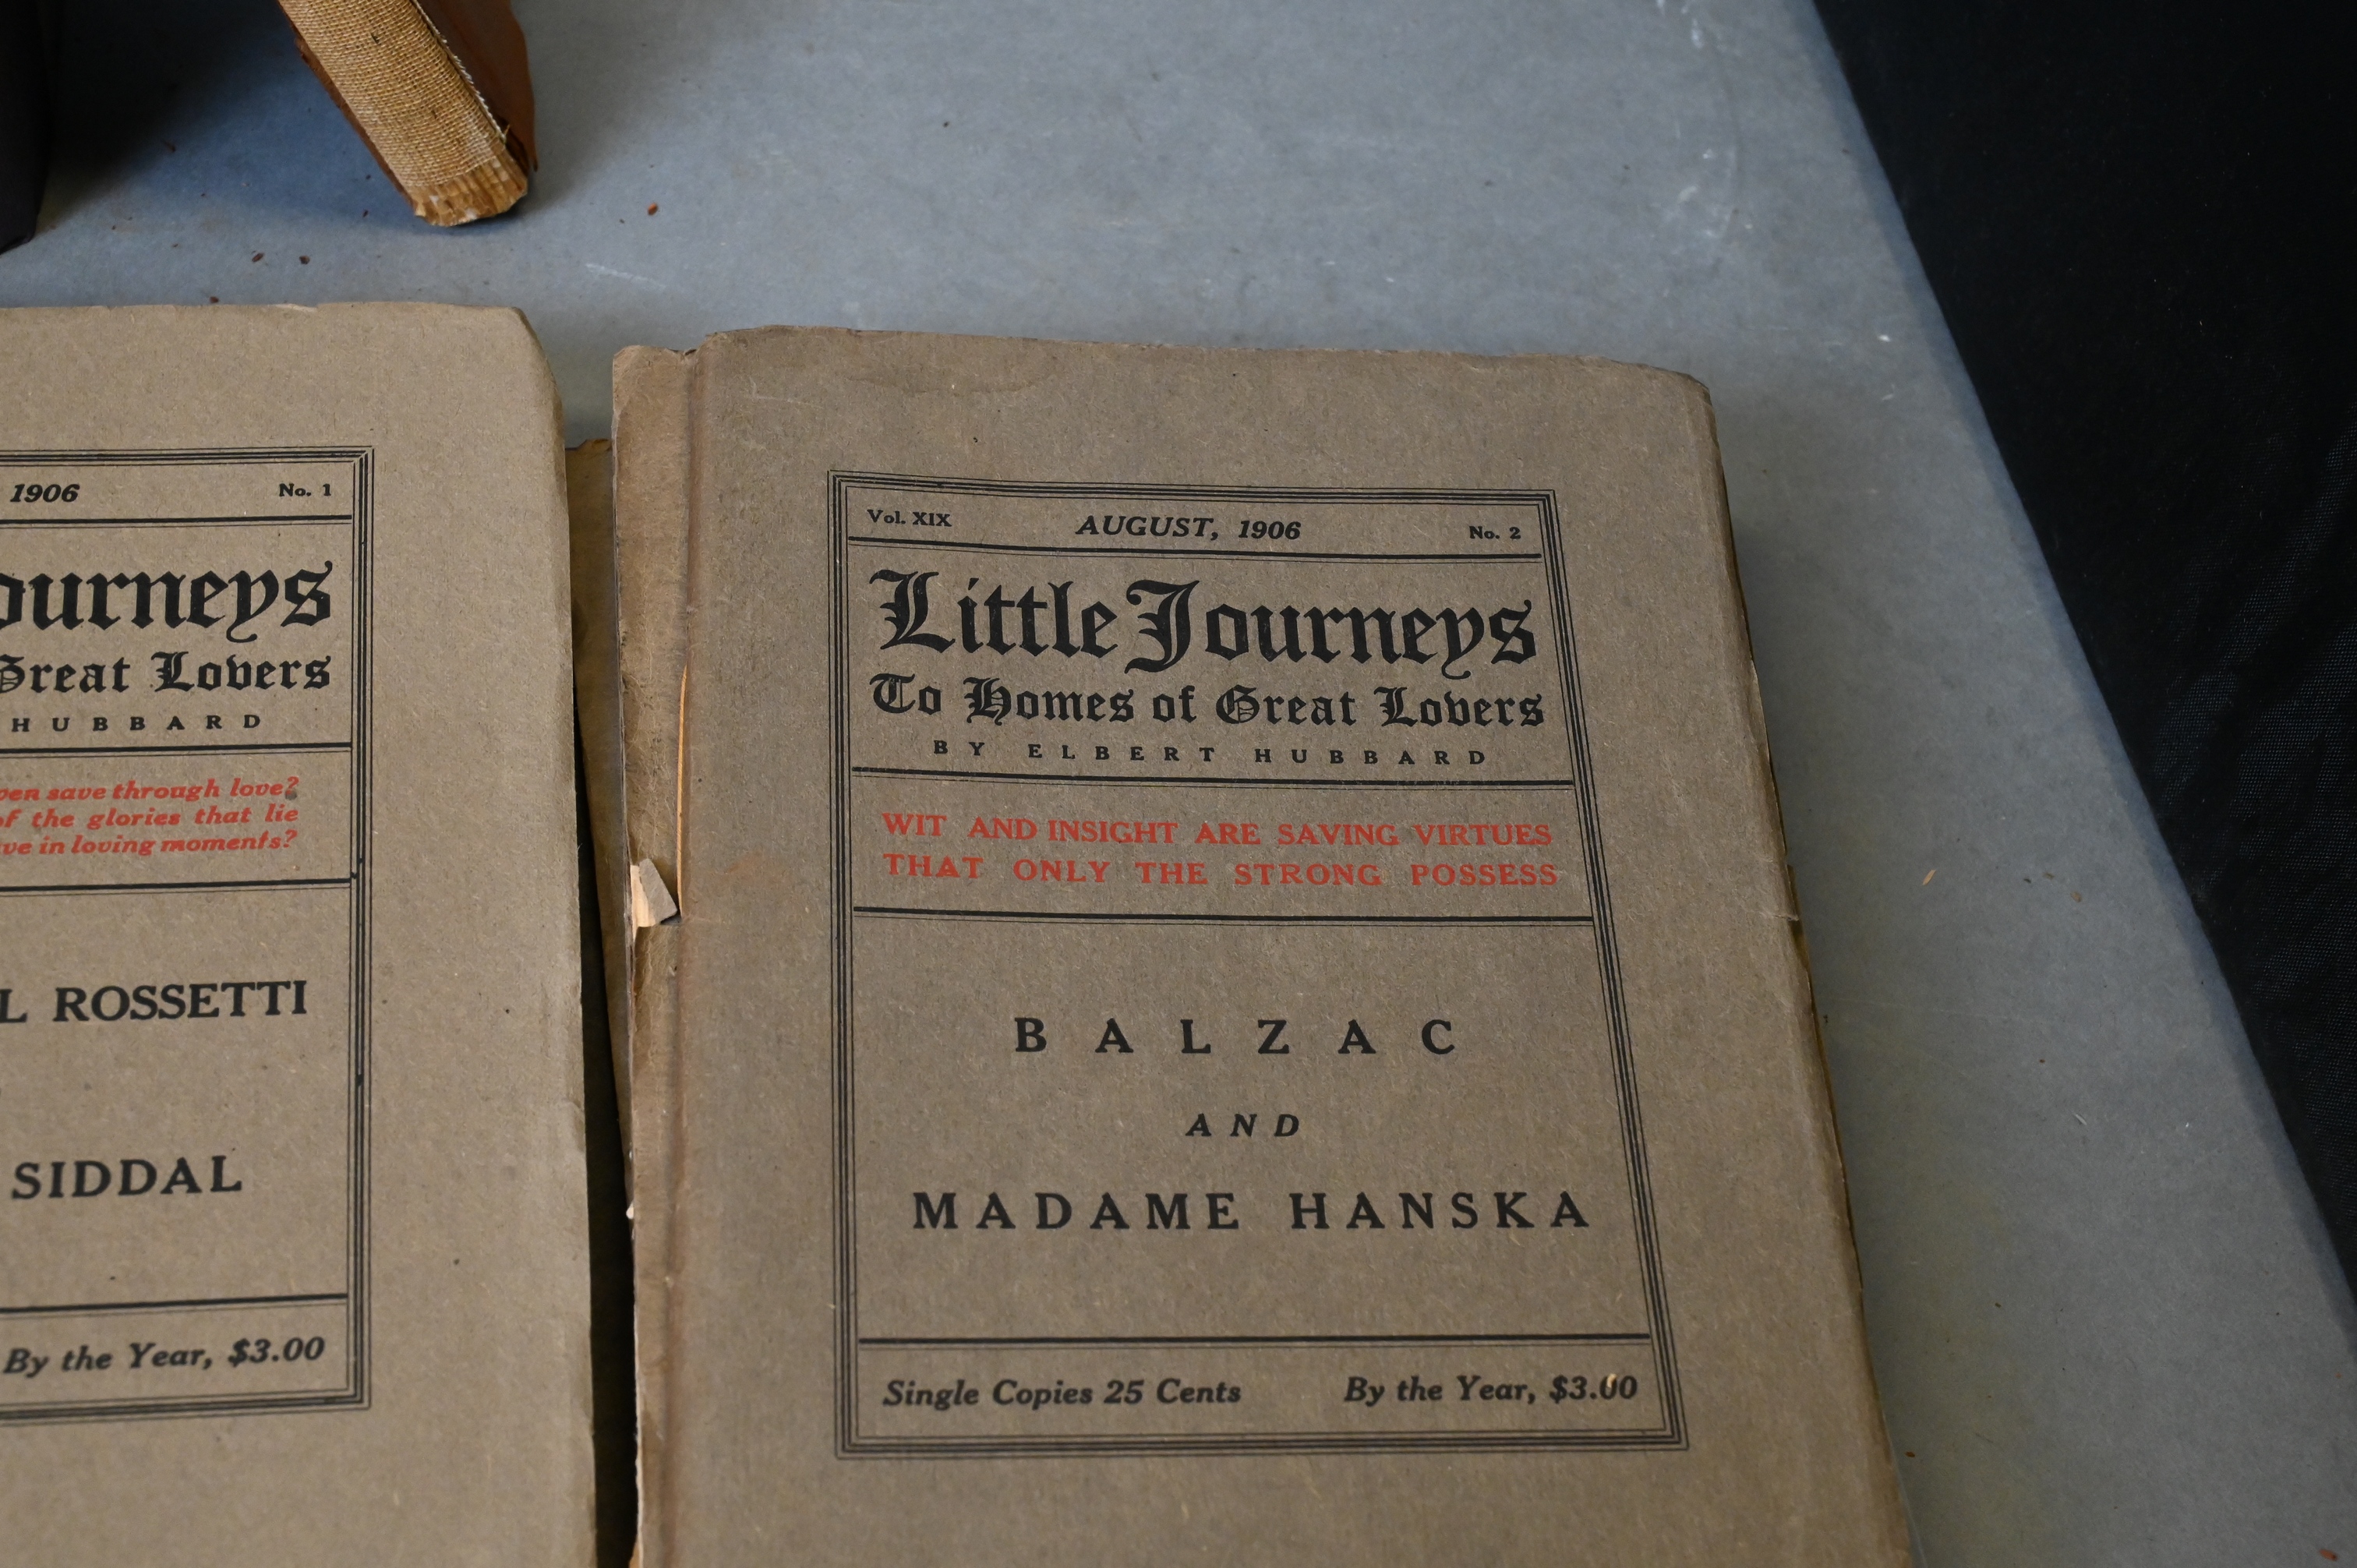 1906 No. 1
Journeys
Great Lovers
HUBBARD
save through love?
of the glories that lie
in loving moments?
ROSSETTI
SIDDAL
By the Year, $3.00
Vol. XIX AUGUST, 1906 No. 2
Little Journeys
To Homes of Great Lovers
BY ELBERT HUBBARD
WIT AND INSIGHT ARE SAVING VIRTUES
THAT ONLY THE STRONG POSSESS
BALZAC
AND
MADAME HANSKA
Single Copies 25 Cents By the Year, $3.00